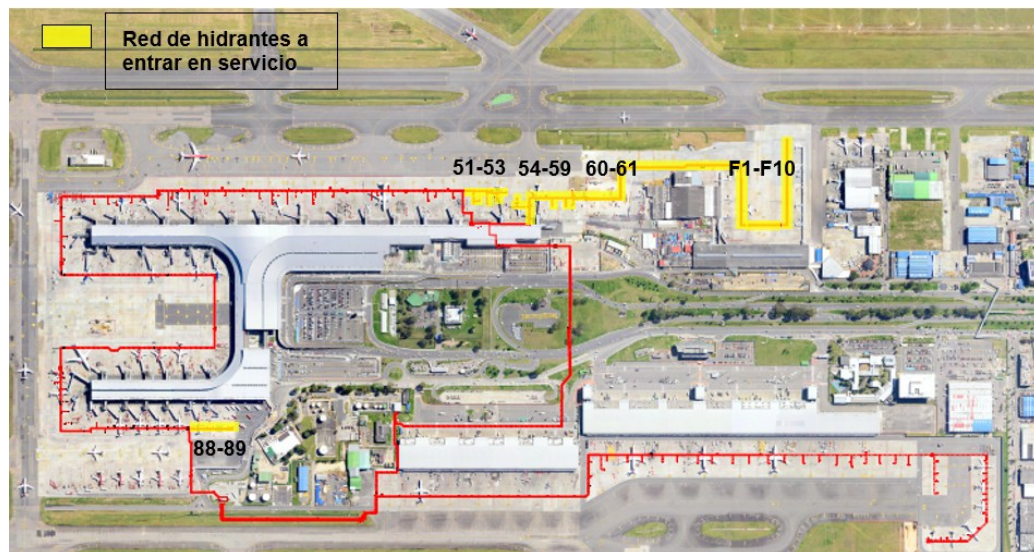 Red de hidrantes a
entrar en servicio
51-53
54-59
60-61
F1-F10
88-89